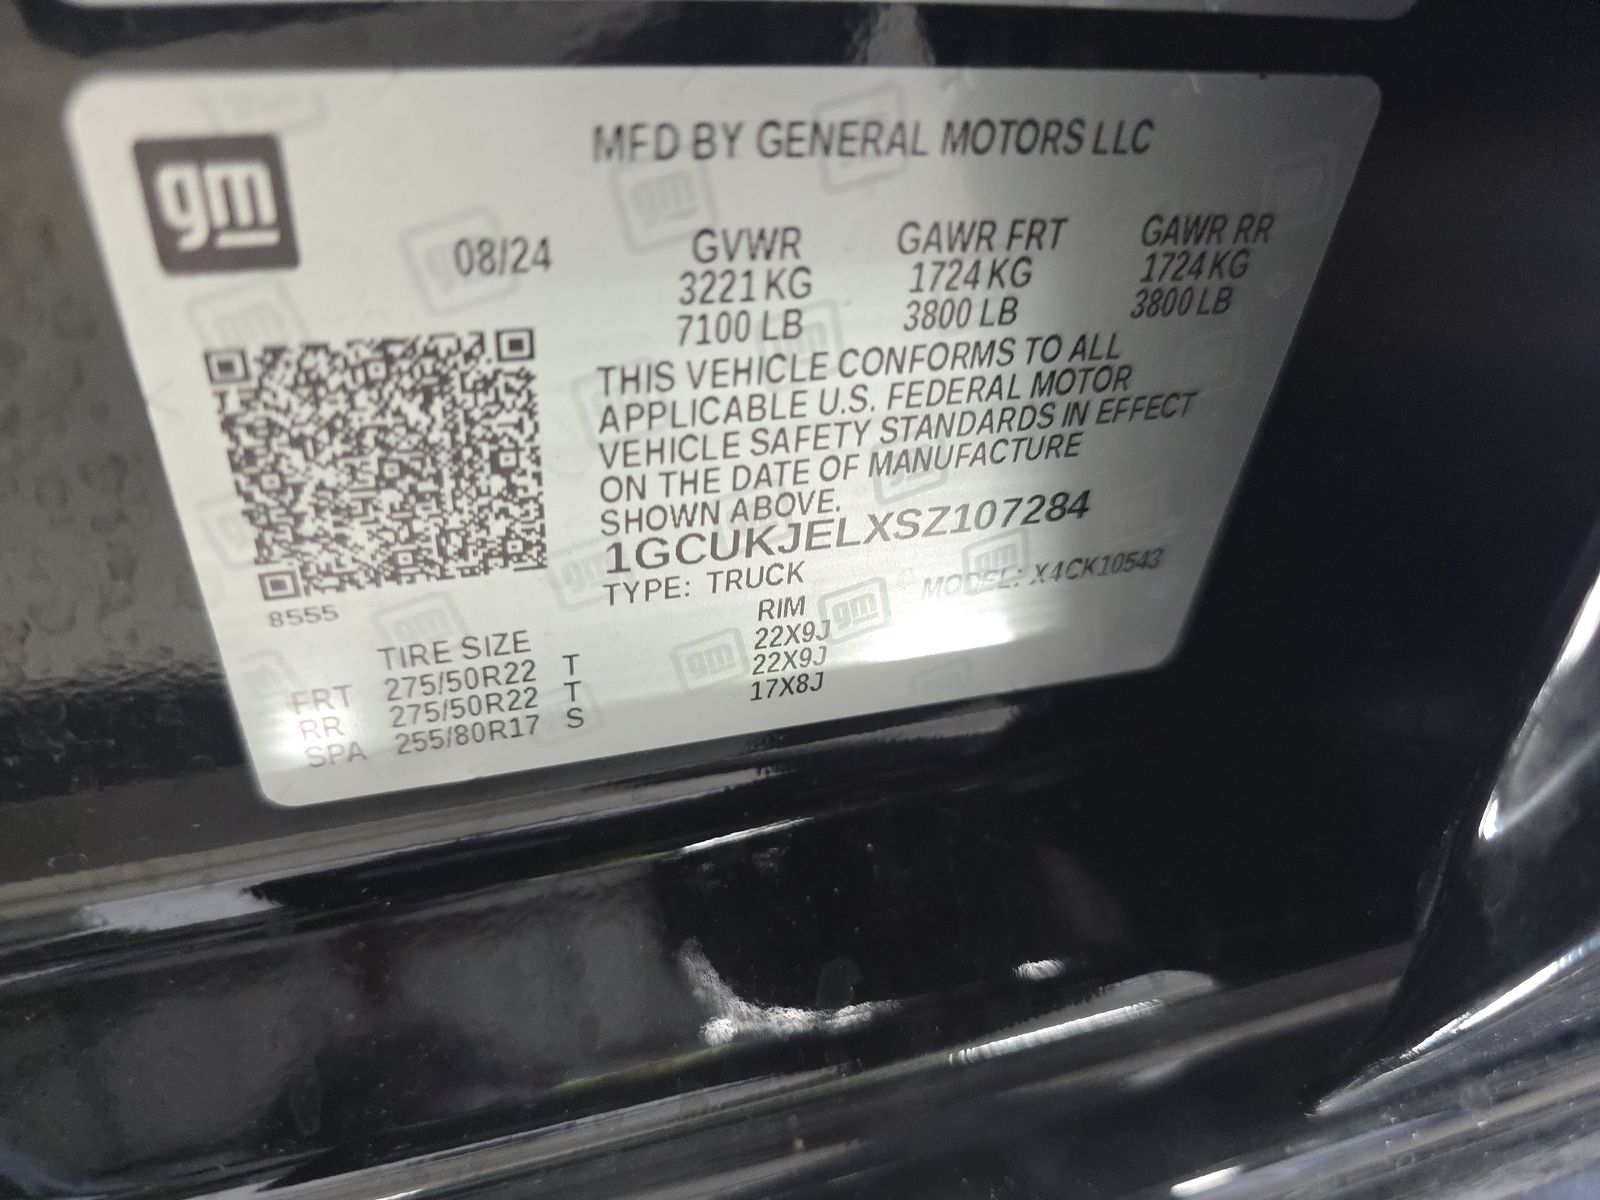 gm
MFD BY GENERAL MOTORS LLC
08/24
GVWR GAWR FRT GAWR RR
3221 KG 1724 KG 1724 KG
7100 LB 3800 LB 3800 LB
THIS VEHICLE CONFORMS TO ALL
APPLICABLE U.S. FEDERAL MOTOR
VEHICLE SAFETY STANDARDS IN EFFECT
ON THE DATE OF MANUFACTURE
SHOWN ABOVE.
1GCUKJELXSZ107284
TYPE: TRUCK MODEL: X4CK10543
8555
TIRE SIZE RIM
FRT 275/50R22 T 22X9J
RR 275/50R22 T 22X9J
SPA 255/80R17 S 17X8J